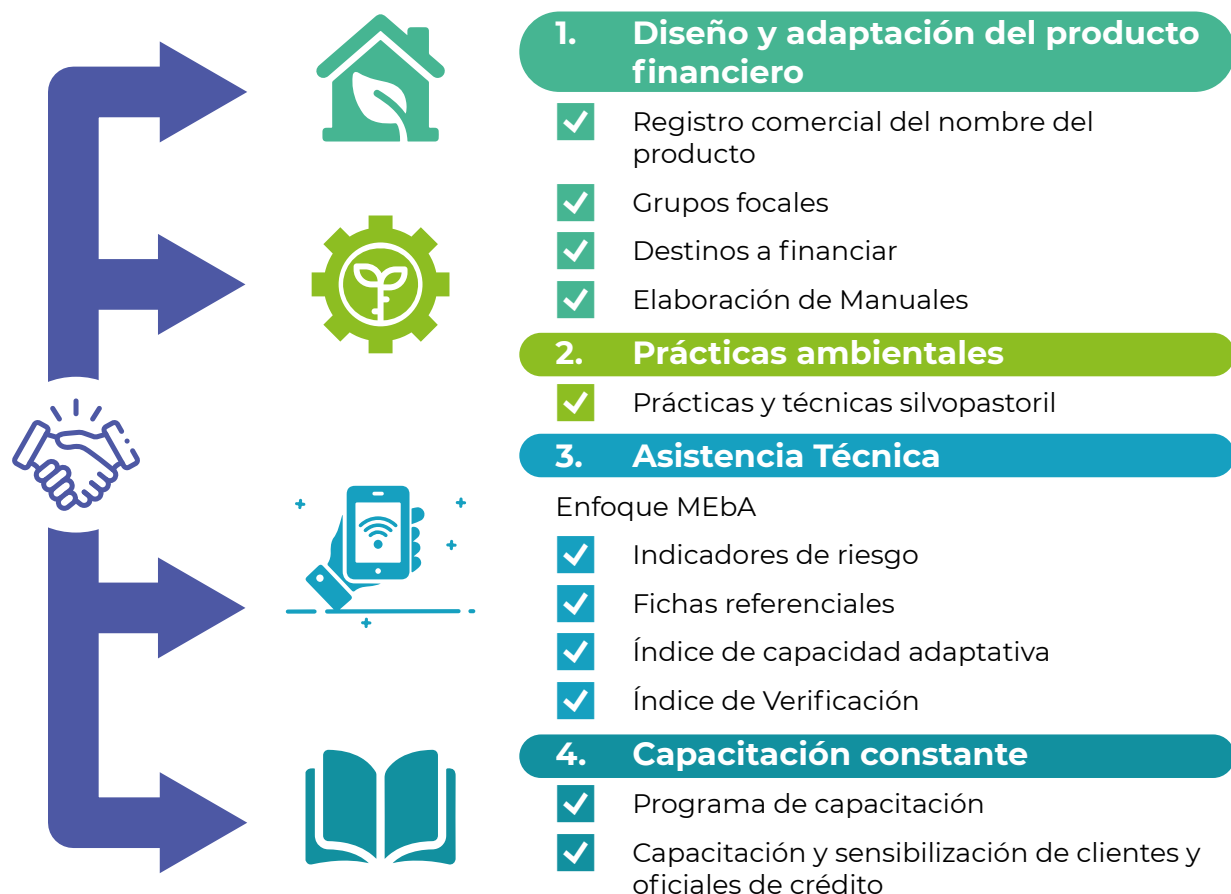 1. Diseño y adaptación del producto
financiero
Registro comercial del nombre del
producto
Grupos focales
Destinos a financiar
Elaboración de Manuales
2. Prácticas ambientales
Prácticas y técnicas silvopastoril
3. Asistencia Técnica
Enfoque MEbA
Indicadores de riesgo
Fichas referenciales
Índice de capacidad adaptativa
Índice de Verificación
4. Capacitación constante
Programa de capacitación
Capacitación y sensibilización de clientes y
oficiales de crédito